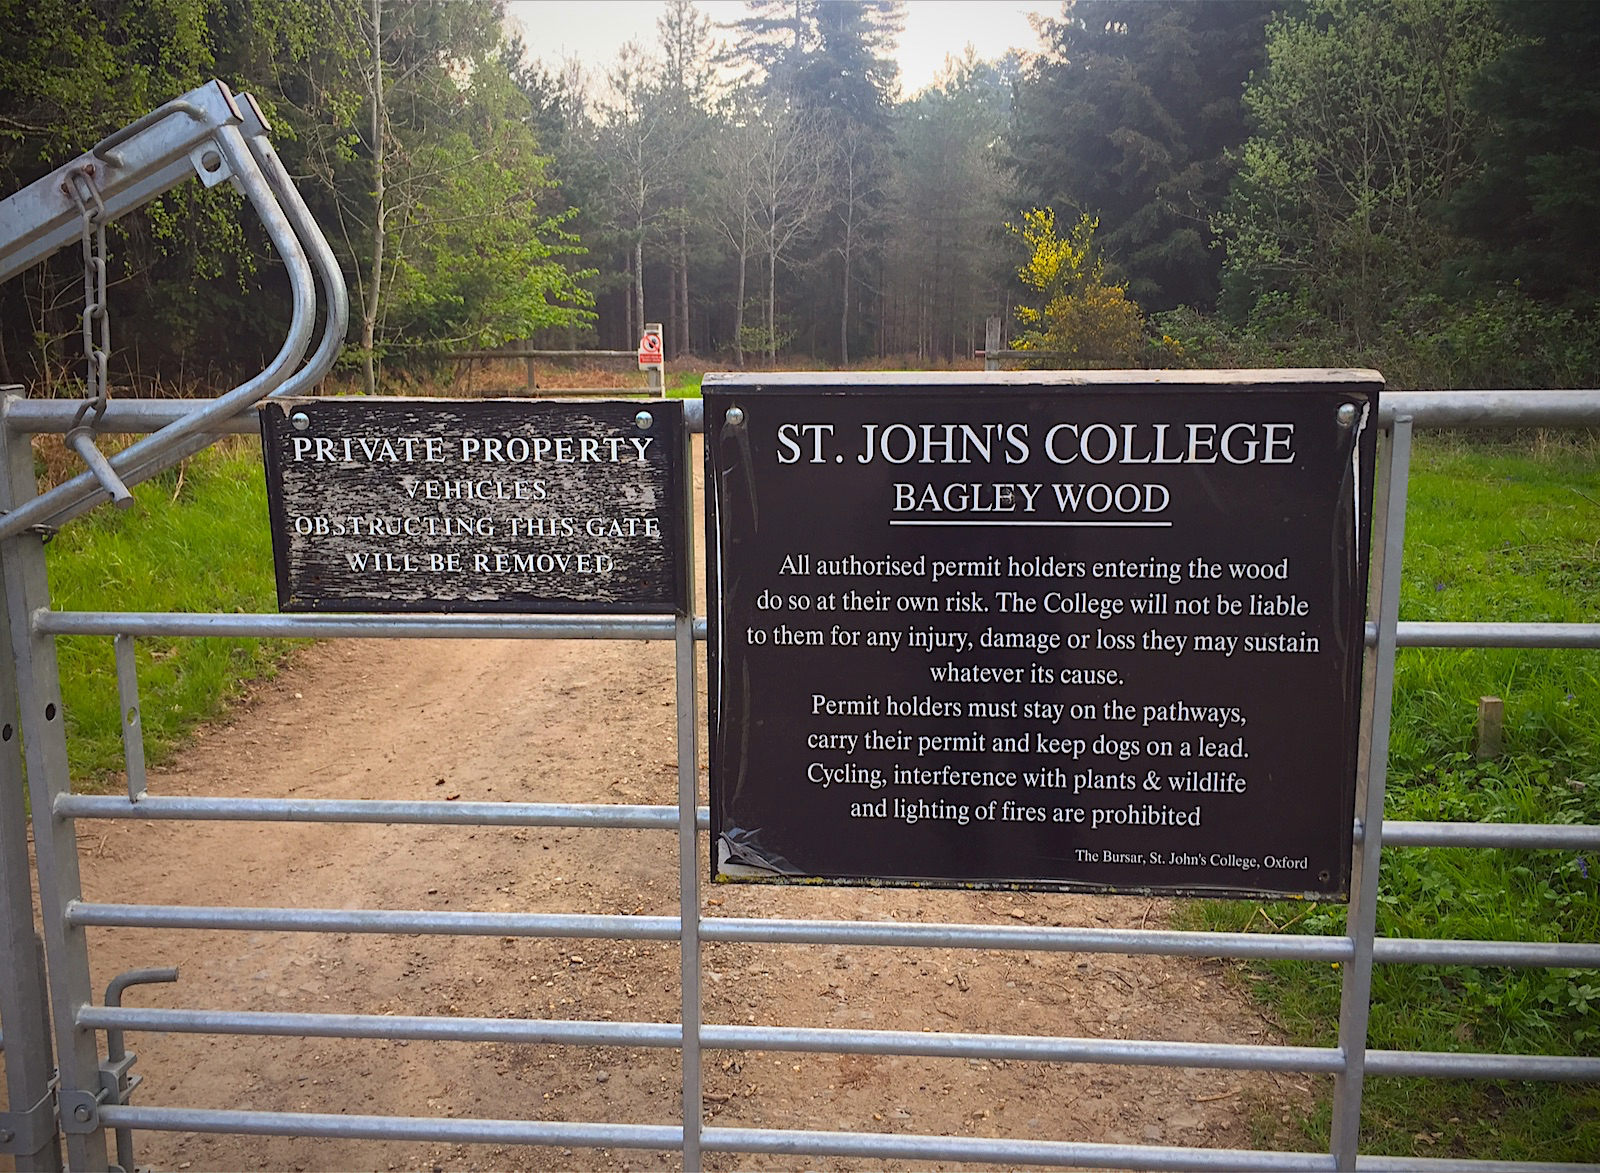 PRIVATE PROPERTY
VEHICLES
OBSTRUCTING THIS GATE
WILL BE REMOVED
ST. JOHN'S COLLEGE
BAGLEY WOOD
All authorised permit holders entering the wood
do so at their own risk. The College will not be liable
to them for any injury, damage or loss they may sustain
whatever its cause.
Permit holders must stay on the pathways,
carry their permit and keep dogs on a lead.
Cycling, interference with plants & wildlife
and lighting of fires are prohibited
The Bursar, St. John's College, Oxford